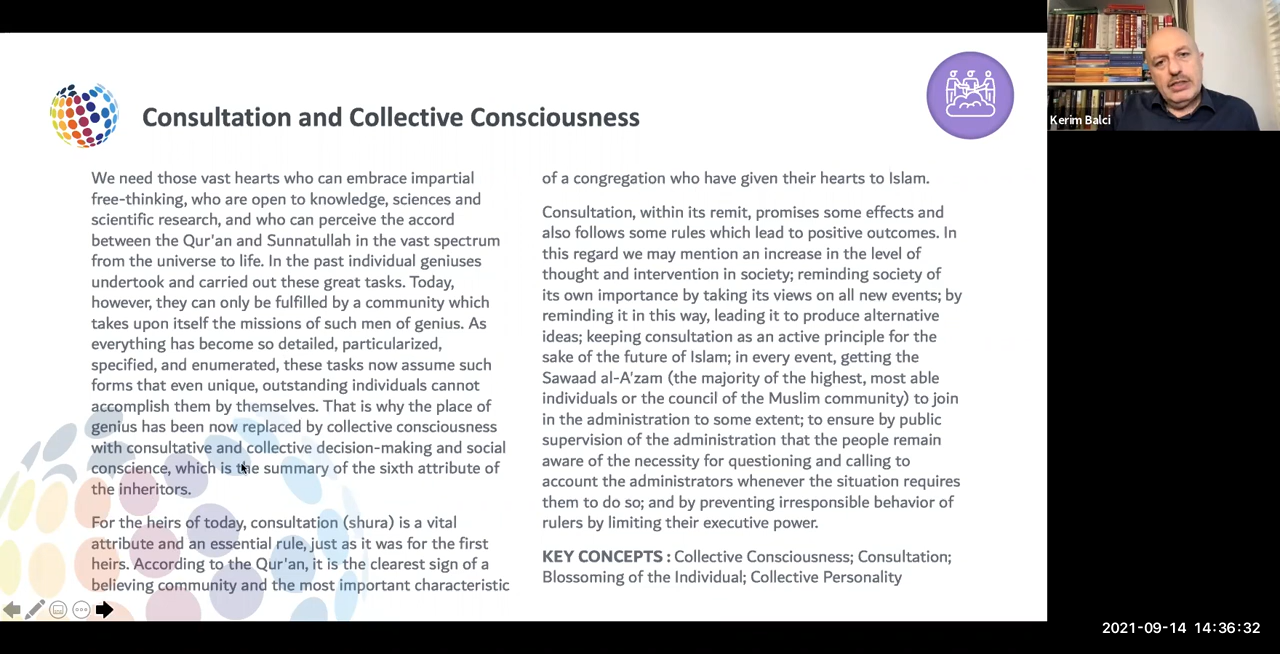 Consultation and Collective Consciousness
We need those vast hearts who can embrace impartial
free-thinking, who are open to knowledge, sciences and
scientific research, and who can perceive the accord
between the Qur'an and Sunnatullah in the vast spectrum
from the universe to life. In the past individual geniuses
undertook and carried out these great tasks. Today,
however, they can only be fulfilled by a community which
takes upon itself the missions of such men of genius. As
everything has become so detailed, particularized,
specified, and enumerated, these tasks now assume such
forms that even unique, outstanding individuals cannot
accomplish them by themselves. That is why the place of
genius has been now replaced by collective consciousness
with consultative and collective decision-making and social
conscience, which is the summary of the sixth attribute of
the inheritors.
For the heirs of today, consultation (shura) is a vital
attribute and an essential rule, just as it was for the first
heirs. According to the Qur'an, it is the clearest sign of a
believing community and the most important characteristic
of a congregation who have given their hearts to Islam.
Consultation, within its remit, promises some effects and
also follows some rules which lead to positive outcomes. In
this regard we may mention an increase in the level of
thought and intervention in society; reminding society of
its own importance by taking its views on all new events; by
reminding it in this way, leading it to produce alternative
ideas; keeping consultation as an active principle for the
sake of the future of Islam; in every event, getting the
Sawaad al-A'zam (the majority of the highest, most able
individuals or the council of the Muslim community) to join
in the administration to some extent; to ensure by public
supervision of the administration that the people remain
aware of the necessity for questioning and calling to
account the administrators whenever the situation requires
them to do so; and by preventing irresponsible behavior of
rulers by limiting their executive power.
KEY CONCEPTS : Collective Consciousness; Consultation;
Blossoming of the Individual; Collective Personality
Kerim Balci
2021-09-14 14:36:32